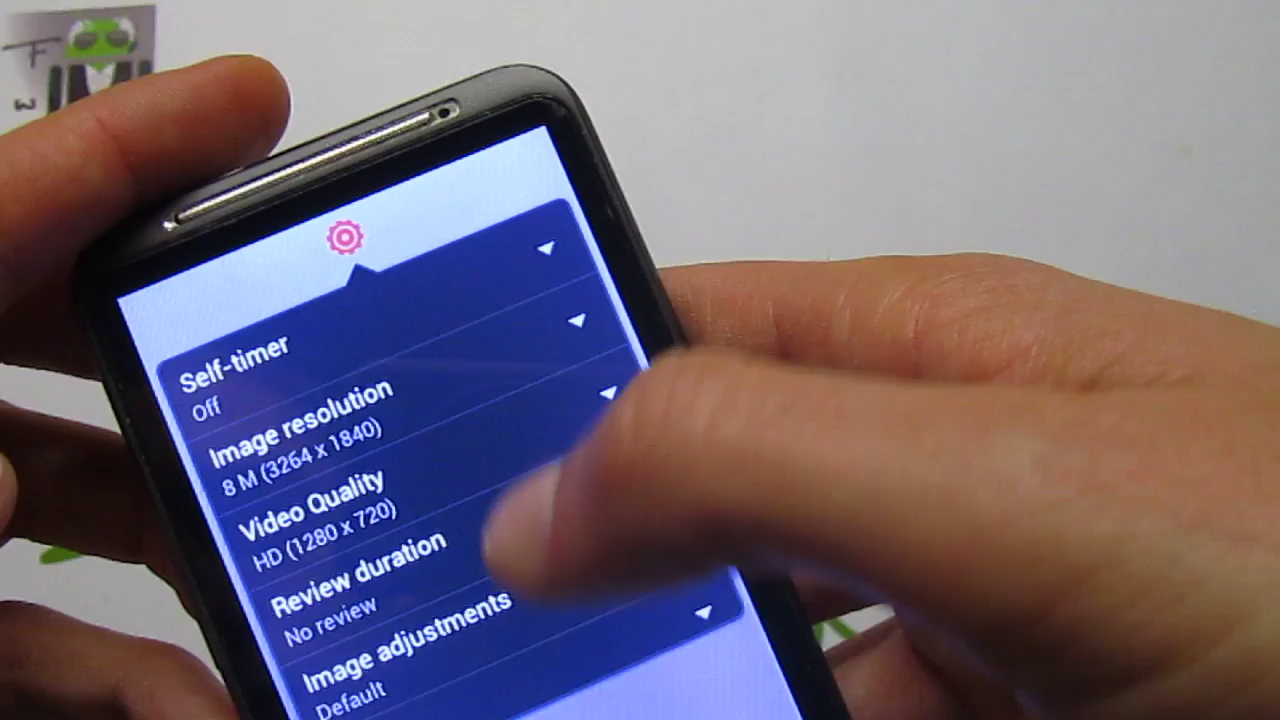 Self-timer
Off
Image resolution
8 M (3264 x 1840)
Video Quality
HD (1280 x 720)
Review duration
No review
Image adjustments
Default